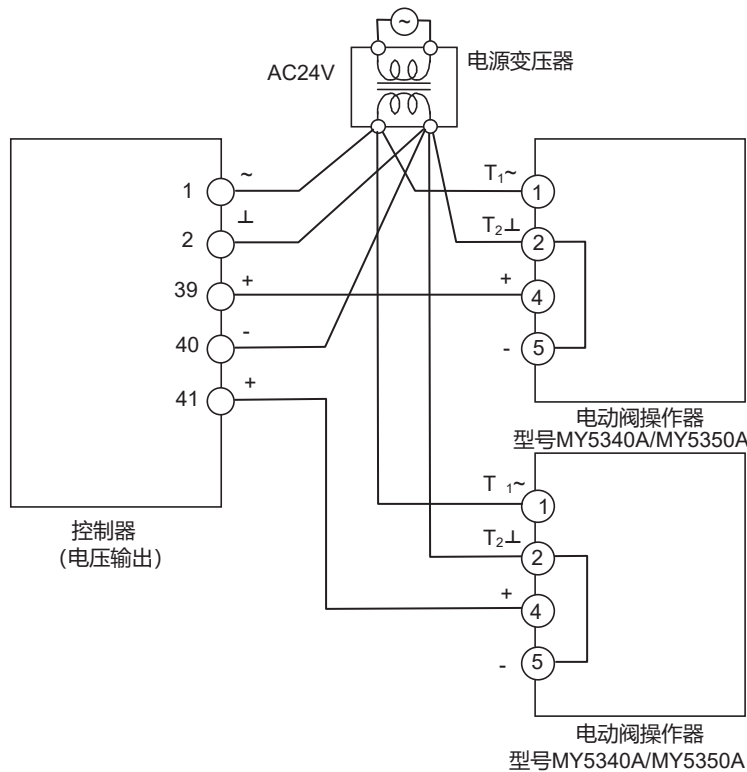 ~
AC24V
电源变压器
1 ~
2 ⊥
39 +
40 -
41 +
控制器
(电压输出)
T₁~ 1
T₂⊥ 2
+ 4
- 5
电动阀操作器
型号MY5340A/MY5350A
T ₁~ 1
T₂⊥ 2
+ 4
- 5
电动阀操作器
型号MY5340A/MY5350A